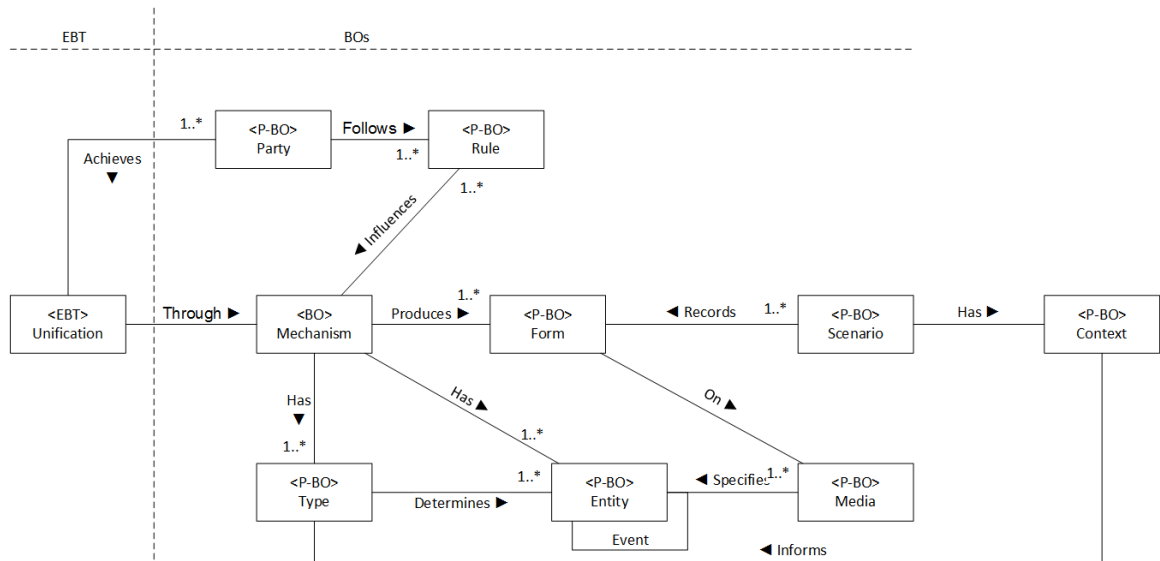 EBT
BOs
1..*
<P-BO>
Party
Follows ►
1..*
<P-BO>
Rule
Achieves
▼
1..*
◄ Influences
<EBT>
Unification
Through ►
<BO>
Mechanism
Produces ►
1..*
<P-BO>
Form
◄ Records
1..*
<P-BO>
Scenario
Has ►
<P-BO>
Context
Has
▼
Has ►
On ►
1..*
1..*
<P-BO>
Type
Determines ►
1..*
<P-BO>
Entity
◄ Specifies
1..*
<P-BO>
Media
Event
◄ Informs